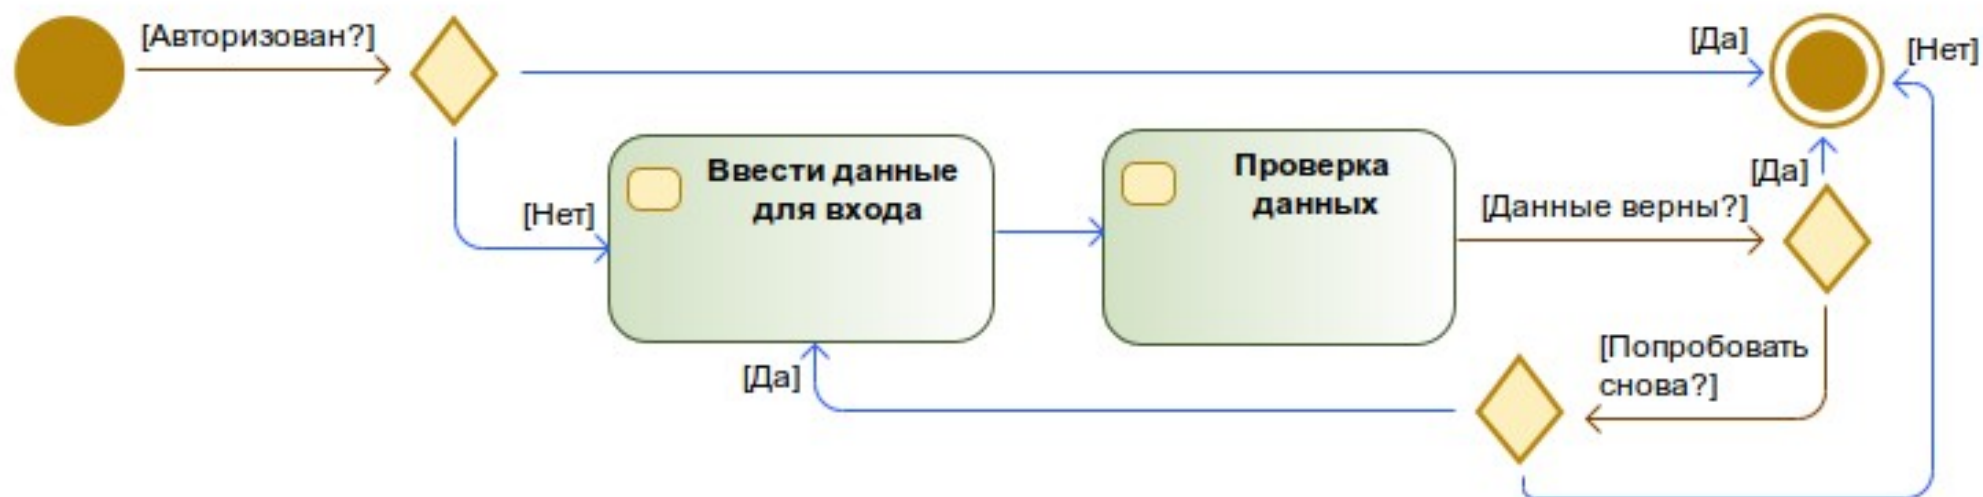 [Авторизован?]
[Да]
[Нет]
[Нет]
Ввести данные
для входа
Проверка
данных
[Данные верны?]
[Да]
[Попробовать
снова?]
[Да]